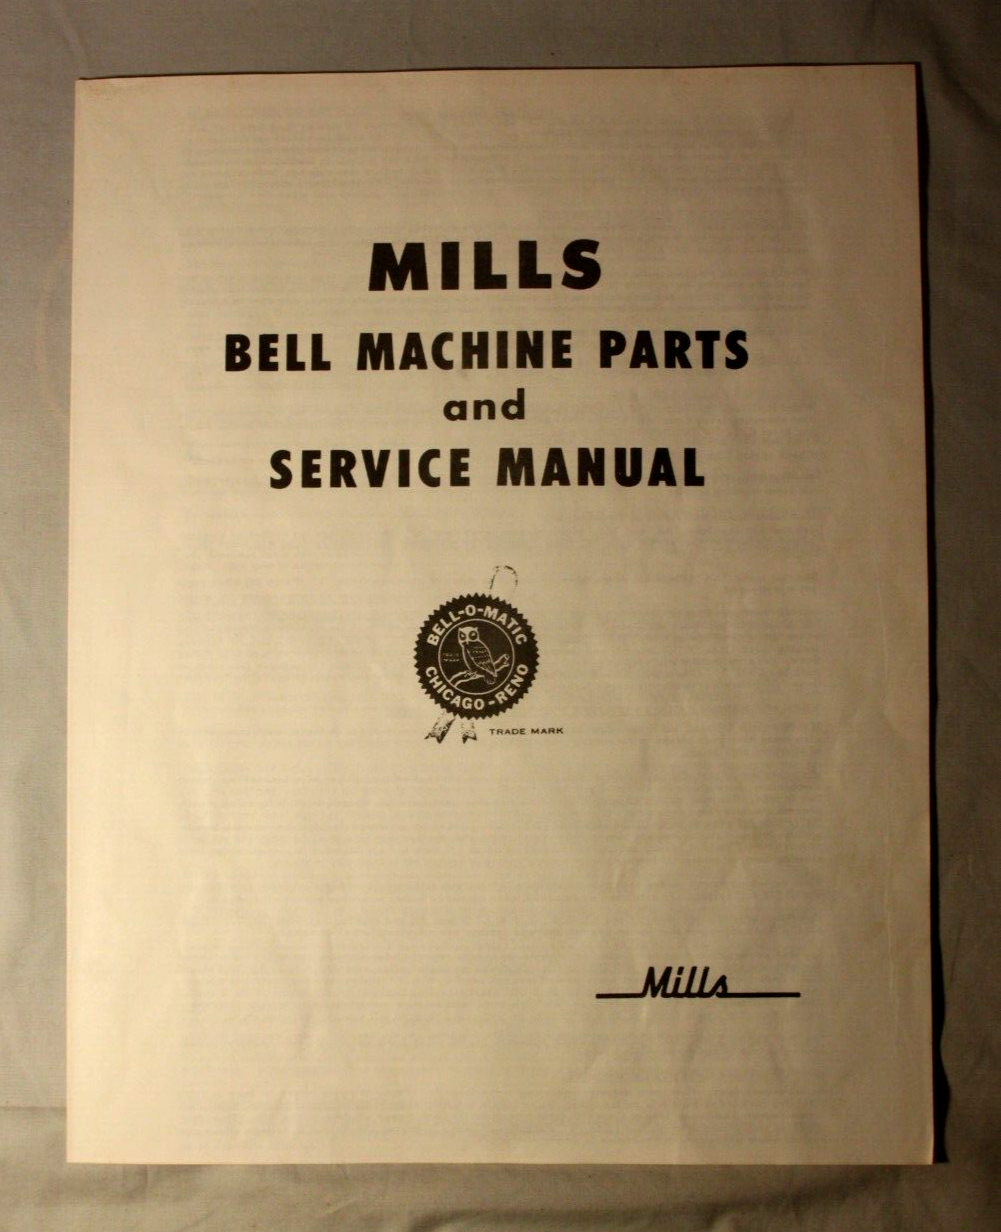 MILLS
BELL MACHINE PARTS
and
SERVICE MANUAL
BELL-O-MATIC
CHICAGO-RENO
TRADE MARK
Mills